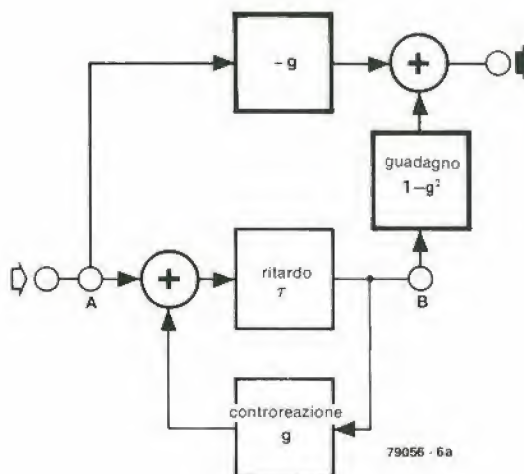 - g
+
guadagno
1-g²
+
ritardo
τ
A
B
controreazione
g
79056 - 6a